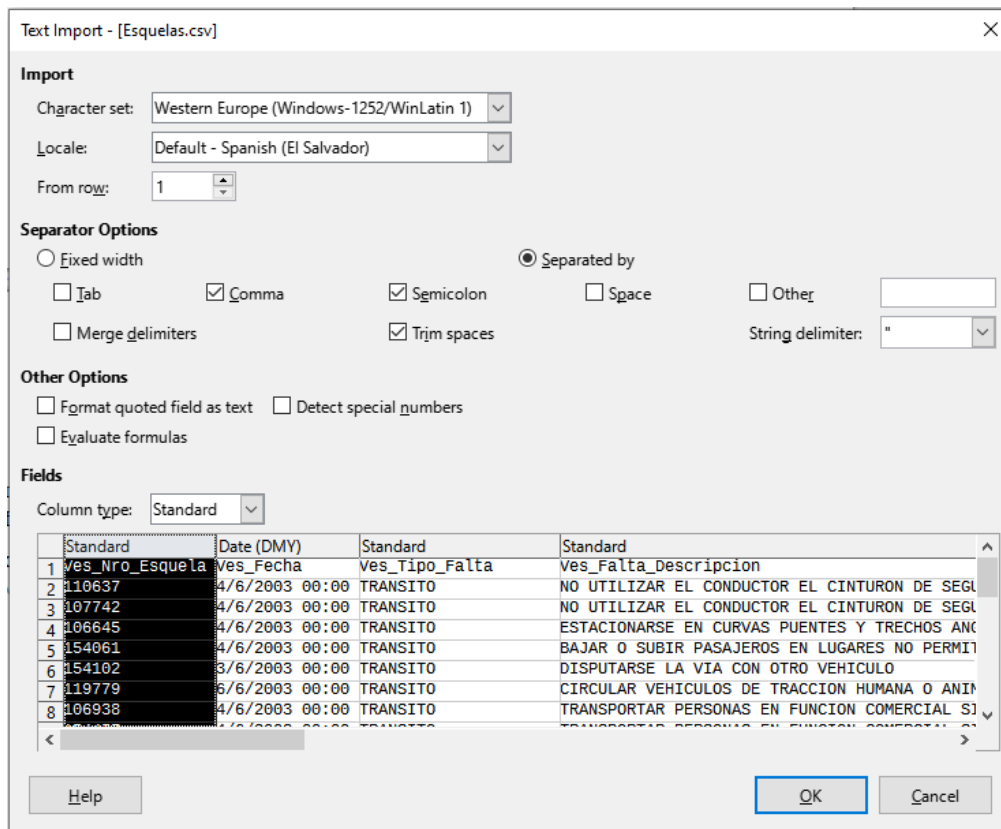 Text Import - [Esquelas.csv]
Import
Character set: Western Europe (Windows-1252/WinLatin 1)
Locale: Default - Spanish (El Salvador)
From row: 1
Separator Options
Fixed width Separated by
Tab Comma Semicolon Space Other
Merge delimiters Trim spaces String delimiter: "
Other Options
Format quoted field as text Detect special numbers
Evaluate formulas
Fields
Column type: Standard
Standard Date (DMY) Standard Standard
1 Ves_Nro_Esquela Ves_Fecha Ves_Tipo_Falta Ves_Falta_Descripcion
2 110637 4/6/2003 00:00 TRANSITO NO UTILIZAR EL CONDUCTOR EL CINTURON DE SEGU
3 107742 4/6/2003 00:00 TRANSITO NO UTILIZAR EL CONDUCTOR EL CINTURON DE SEGU
4 106645 4/6/2003 00:00 TRANSITO ESTACIONARSE EN CURVAS PUENTES Y TRECHOS ANG
5 154061 4/6/2003 00:00 TRANSITO BAJAR O SUBIR PASAJEROS EN LUGARES NO PERMIT
6 154102 3/6/2003 00:00 TRANSITO DISPUTARSE LA VIA CON OTRO VEHICULO
7 119779 6/6/2003 00:00 TRANSITO CIRCULAR VEHICULOS DE TRACCION HUMANA O ANIM
8 106938 4/6/2003 00:00 TRANSITO TRANSPORTAR PERSONAS EN FUNCION COMERCIAL SI
Help OK Cancel